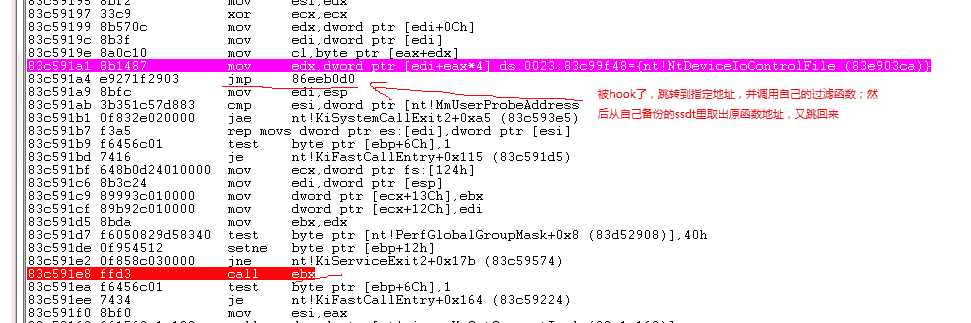 83c59195 8bf2 mov esi,edx
83c59197 33c9 xor ecx,ecx
83c59199 8b570c mov edx,dword ptr [edi+0Ch]
83c5919c 8b3f mov edi,dword ptr [edi]
83c5919e 8a0c10 mov cl,byte ptr [eax+edx]
83c591a1 8b1487 mov edx,dword ptr [edi+eax*4] ds:0023:83c99f48={nt!NtDeviceIoControlFile (83e903ca)}
83c591a4 e9271f2903 jmp 86eeb0d0
83c591a9 8bfc mov edi,esp
83c591ab 3b351c57d883 cmp esi,dword ptr [nt!MmUserProbeAddress
83c591b1 0f832e020000 jae nt!KiSystemCallExit2+0xa5 (83c593e5)
83c591b7 f3a5 rep movs dword ptr es:[edi],dword ptr [esi]
83c591b9 f6456c01 test byte ptr [ebp+6Ch],1
83c591bd 7416 je nt!KiFastCallEntry+0x115 (83c591d5)
83c591bf 648b0d24010000 mov ecx,dword ptr fs:[124h]
83c591c6 8b3c24 mov edi,dword ptr [esp]
83c591c9 89993c010000 mov dword ptr [ecx+13Ch],ebx
83c591cf 89b92c010000 mov dword ptr [ecx+12Ch],edi
83c591d5 8bda mov ebx,edx
83c591d7 f6050829d58340 test byte ptr [nt!PerfGlobalGroupMask+0x8 (83d52908)],40h
83c591de 0f954512 setne byte ptr [ebp+12h]
83c591e2 0f858c030000 jne nt!KiServiceExit2+0x17b (83c59574)
83c591e8 ffd3 call ebx
83c591ea f6456c01 test byte ptr [ebp+6Ch],1
83c591ee 7434 je nt!KiFastCallEntry+0x164 (83c59224)
83c591f0 8bf0 mov esi,eax
被hook了，跳转到指定地址，并调用自己的过滤函数；然
后从自己备份的ssdt里取出原函数地址，又跳回来